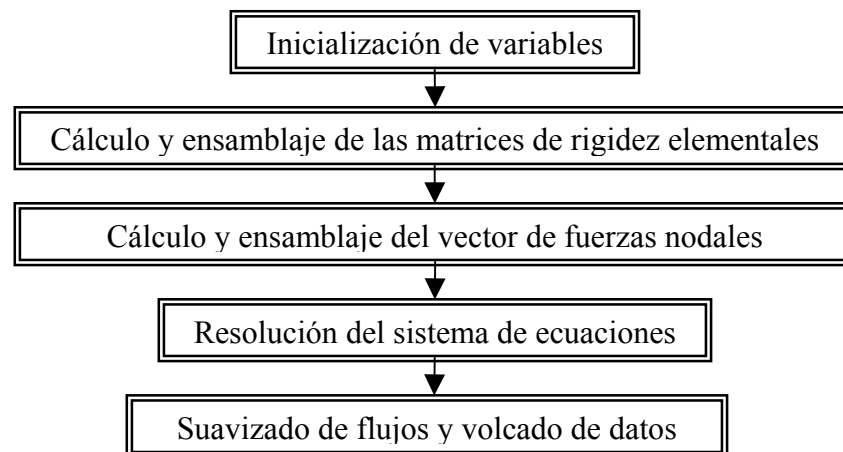 Inicialización de variables
Cálculo y ensamblaje de las matrices de rigidez elementales
Cálculo y ensamblaje del vector de fuerzas nodales
Resolución del sistema de ecuaciones
Suavizado de flujos y volcado de datos